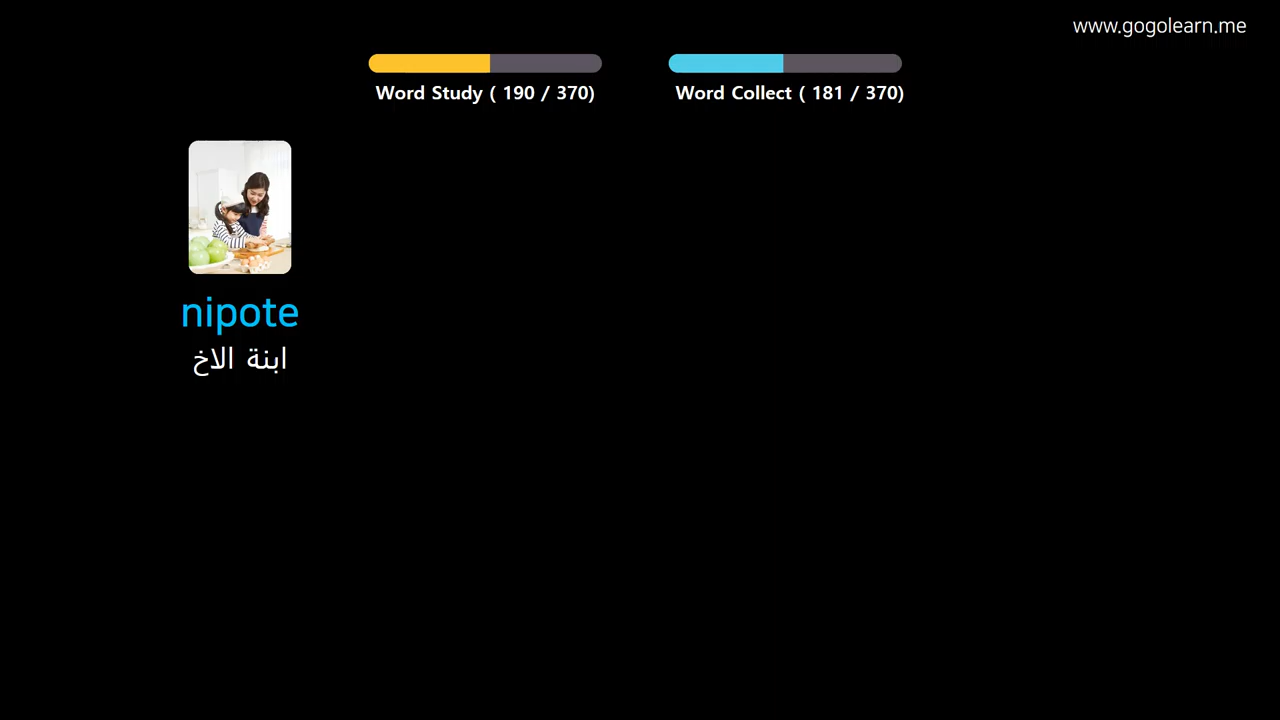 www.gogolearn.me
Word Study ( 190 / 370)
Word Collect ( 181 / 370)
nipote
ابنة الاخ